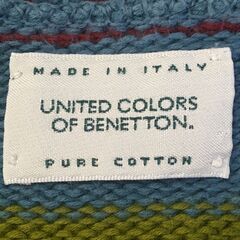 MADE IN ITALY
UNITED COLORS
OF BENETTON.
PURE COTTON